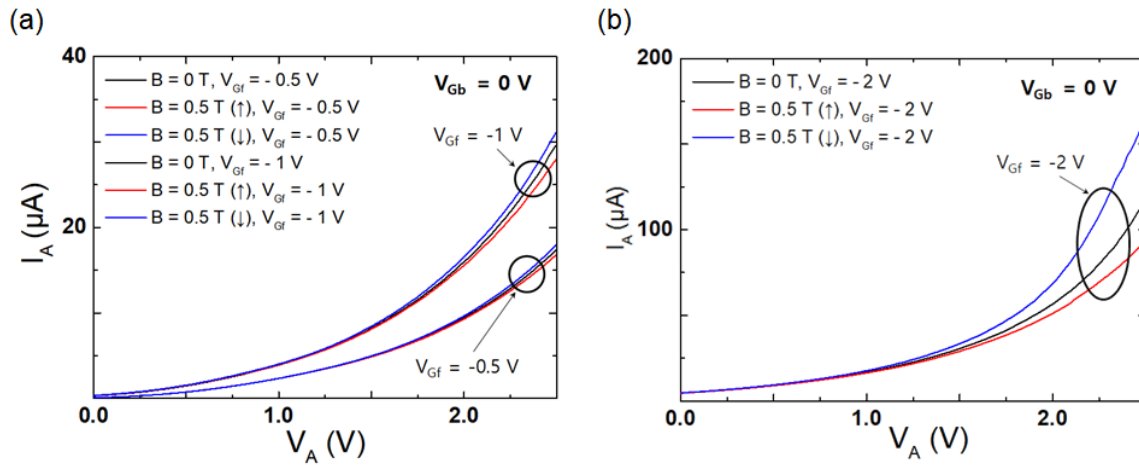 (a)
40
20
0.0
1.0
2.0
I_A (μA)
V_A (V)
B = 0 T, V_Gf = - 0.5 V
B = 0.5 T (↑), V_Gf = - 0.5 V
B = 0.5 T (↓), V_Gf = - 0.5 V
B = 0 T, V_Gf = - 1 V
B = 0.5 T (↑), V_Gf = - 1 V
B = 0.5 T (↓), V_Gf = - 1 V
V_Gb = 0 V
V_Gf = -1 V
V_Gf = -0.5 V
(b)
200
100
0
0.0
1.0
2.0
I_A (μA)
V_A (V)
B = 0 T, V_Gf = - 2 V
B = 0.5 T (↑), V_Gf = - 2 V
B = 0.5 T (↓), V_Gf = - 2 V
V_Gb = 0 V
V_Gf = -2 V